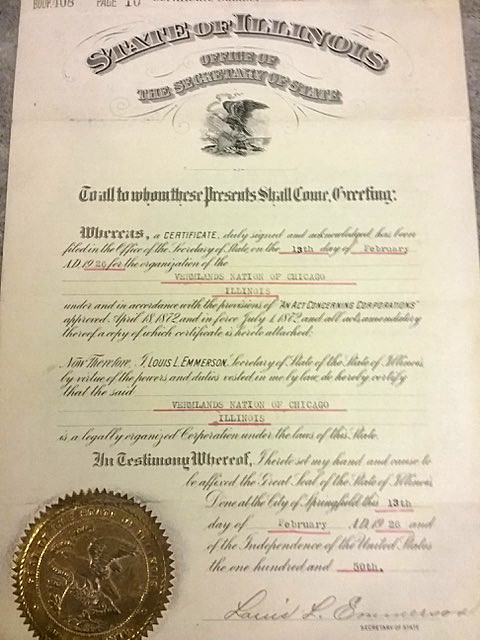 BOOK 108 PAGE 10
STATE OF ILLINOIS
OFFICE OF
THE SECRETARY OF STATE
To all to whom these Presents Shall Come, Greeting:
Whereas, a CERTIFICATE, duly signed and acknowledged, has been
filed in the Office of the Secretary of State, on the 13th day of February
A.D. 1926 for the organization of the
VERMLANDS NATION OF CHICAGO
ILLINOIS
under and in accordance with the provisions of "AN ACT CONCERNING CORPORATIONS"
approved April 18, 1872, and in force July 1, 1872, and all acts amendatory
thereof, a copy of which certificate is hereto attached:
Now Therefore, I, LOUIS L. EMMERSON, Secretary of State of the State of Illinois,
by virtue of the powers and duties vested in me by law, do hereby certify
that the said
VERMLANDS NATION OF CHICAGO
ILLINOIS
is a legally organized Corporation under the laws of this State.
In Testimony Whereof, I hereto set my hand and cause to
be affixed the Great Seal of the State of Illinois,
Done at the City of Springfield this 13th
day of February A.D. 1926 and
of the Independence of the United States
the one hundred and 50th.
Louis L. Emmerson
SECRETARY OF STATE